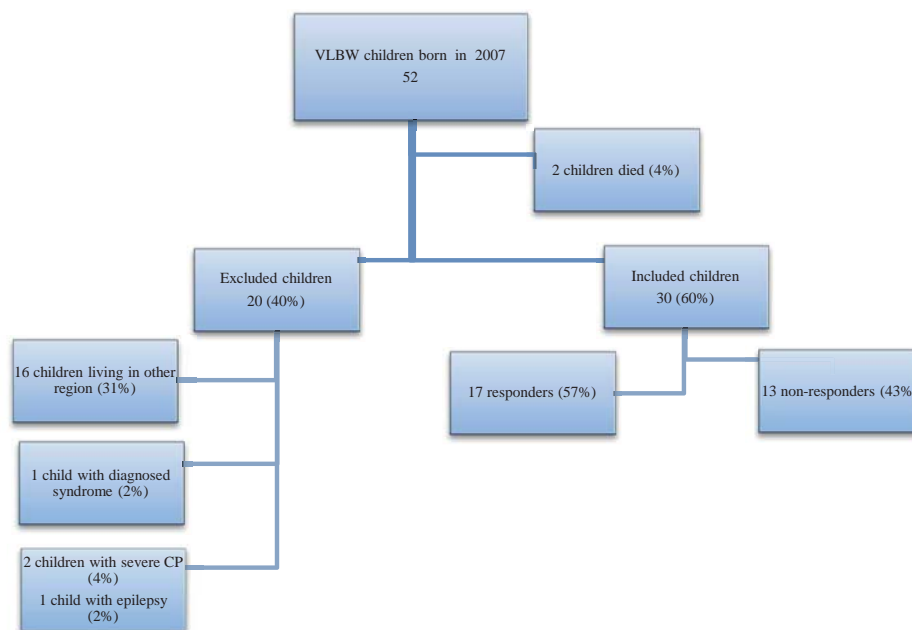 VLBW children born in 2007
52
2 children died (4%)
Excluded children
20 (40%)
Included children
30 (60%)
16 children living in other
region (31%)
17 responders (57%)
13 non-responders (43%
1 child with diagnosed
syndrome (2%)
2 children with severe CP
(4%)
1 child with epilepsy
(2%)